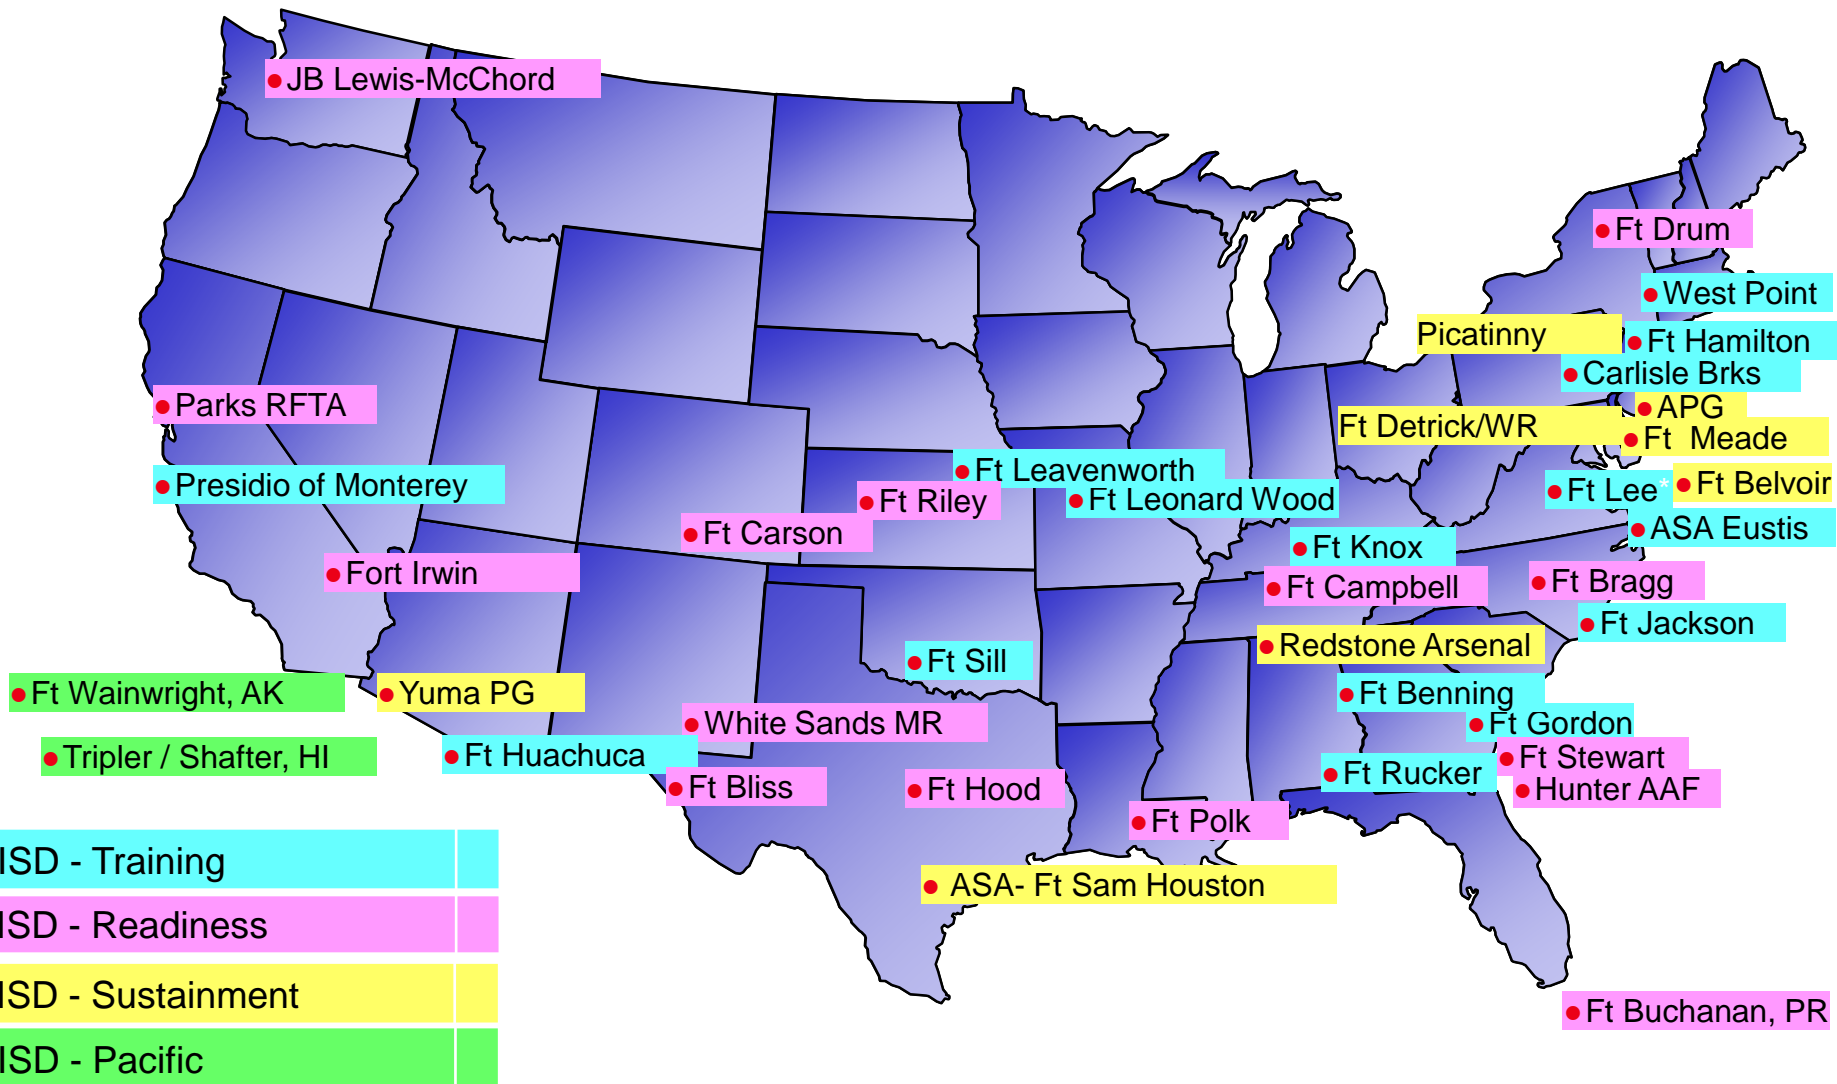 JB Lewis-McChord
Ft Drum
West Point
Picatinny
Ft Hamilton
Carlisle Brks
Parks RFTA
APG
Ft Detrick/WR
Ft  Meade
Ft Leavenworth
Presidio of Monterey
Ft Lee*
Ft Belvoir
Ft Riley
Ft Leonard Wood
Ft Carson
ASA Eustis
Ft Knox
Fort Irwin
Ft Campbell
Ft Bragg
Ft Jackson
Redstone Arsenal
Ft Sill
Ft Wainwright, AK
Yuma PG
Ft Benning
White Sands MR
Ft Gordon
Tripler / Shafter, HI
Ft Huachuca
Ft Stewart
Ft Rucker
Ft Bliss
Ft Hood
Hunter AAF
Ft Polk
ASA- Ft Sam Houston
ISD - Training
ISD - Readiness
ISD - Sustainment
Ft Buchanan, PR
ISD - Pacific